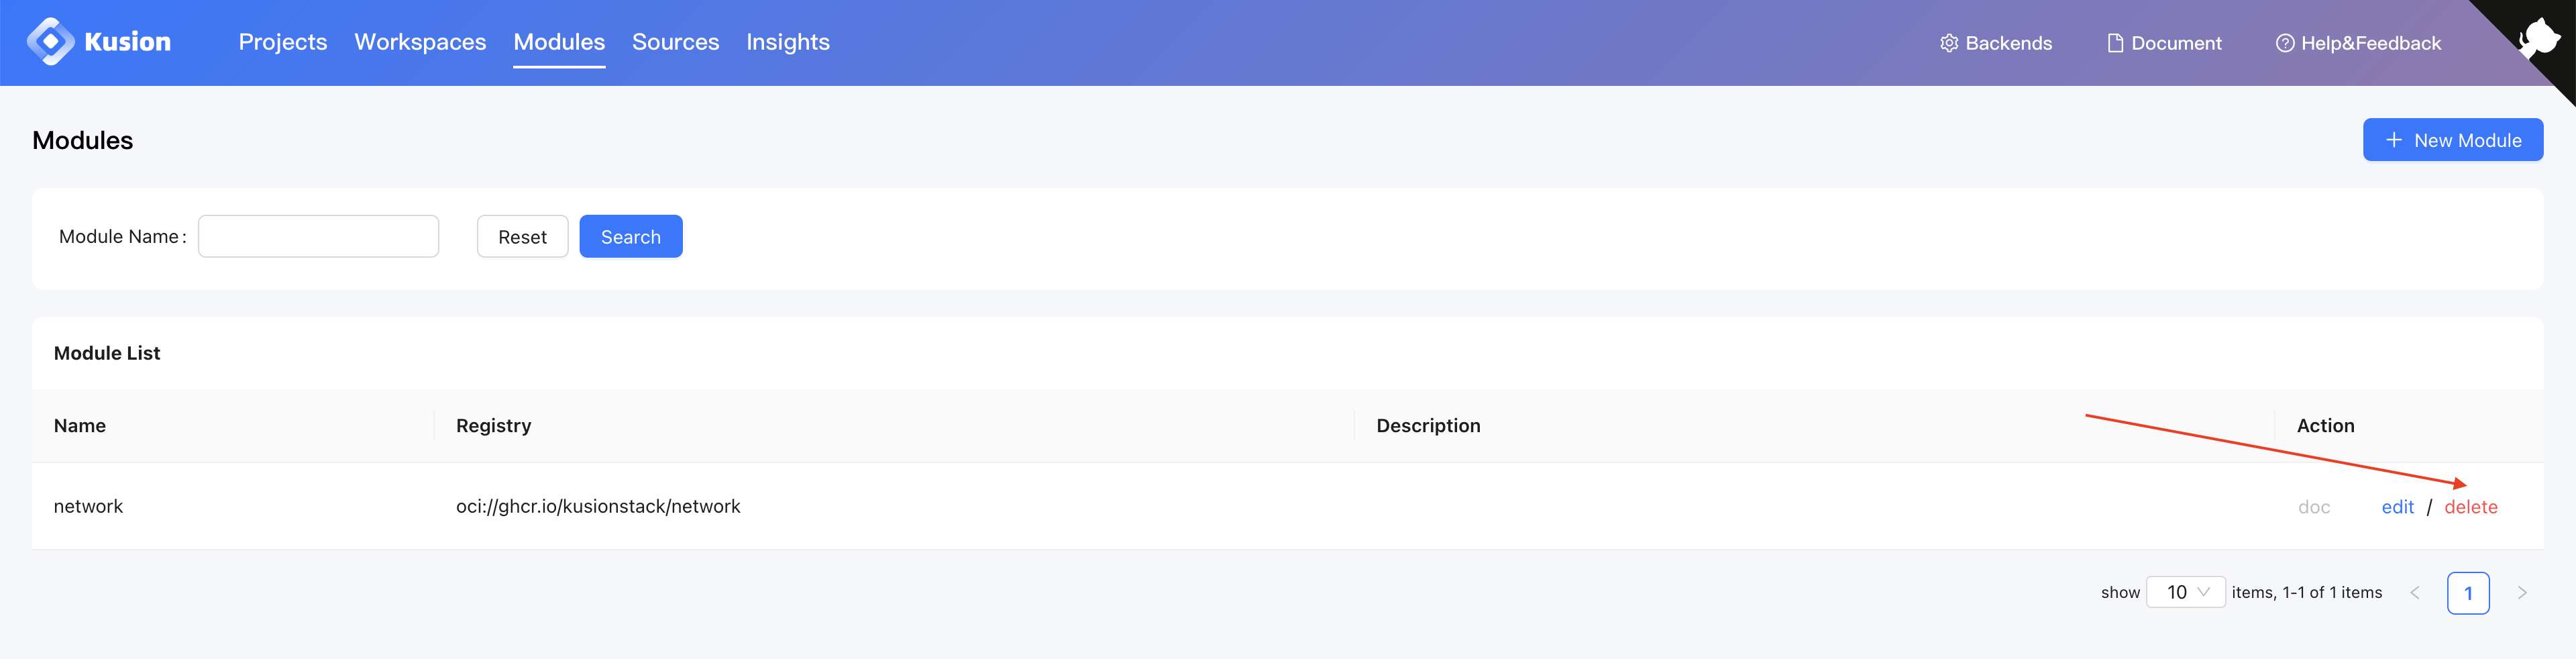 Kusion Projects Workspaces Modules Sources Insights Backends Document Help&Feedback
Modules
+ New Module
Module Name: Reset Search
Module List
Name Registry Description Action
network oci://ghcr.io/kusionstack/network doc edit / delete
show 10 items, 1-1 of 1 items < 1 >